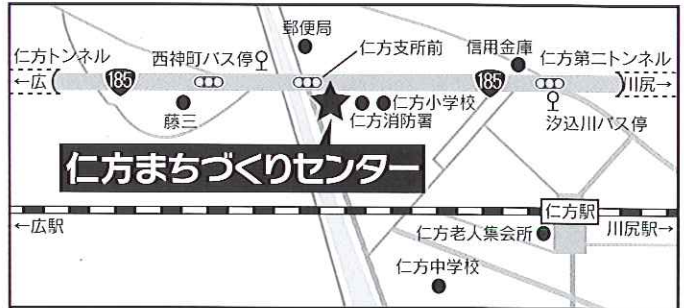 郵便局
仁方トンネル
西神町バス停
仁方支所前
信用金庫
仁方第二トンネル
←広
185
185
川尻→
藤三
仁方小学校
仁方消防署
汐込川バス停
仁方まちづくりセンター
仁方駅
←広駅
仁方老人集会所
川尻駅→
仁方中学校